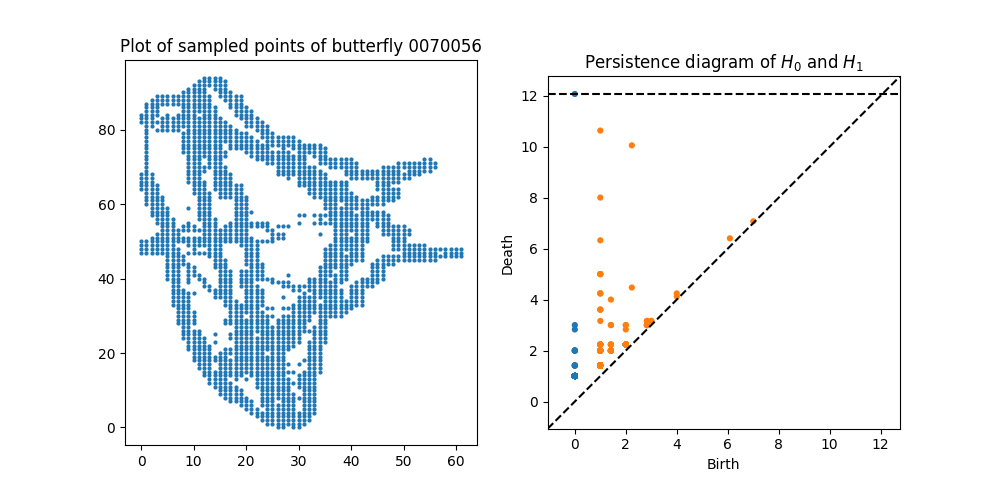 Plot of sampled points of butterfly 0070056
80
60
40
20
0
0 10 20 30 40 50 60
Persistence diagram of H0 and H1
12
10
8
6
4
2
0
Death
0 2 4 6 8 10 12
Birth